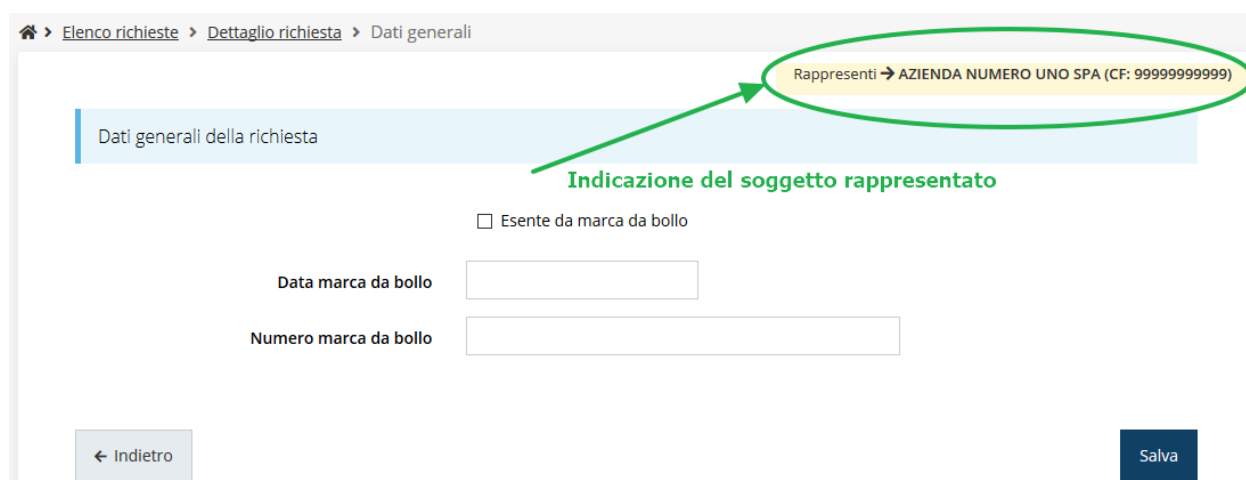 Elenco richieste > Dettaglio richiesta > Dati generali
Rappresenti → AZIENDA NUMERO UNO SPA (CF: 99999999999)
Dati generali della richiesta
Indicazione del soggetto rappresentato
Esente da marca da bollo
Data marca da bollo
Numero marca da bollo
← Indietro
Salva